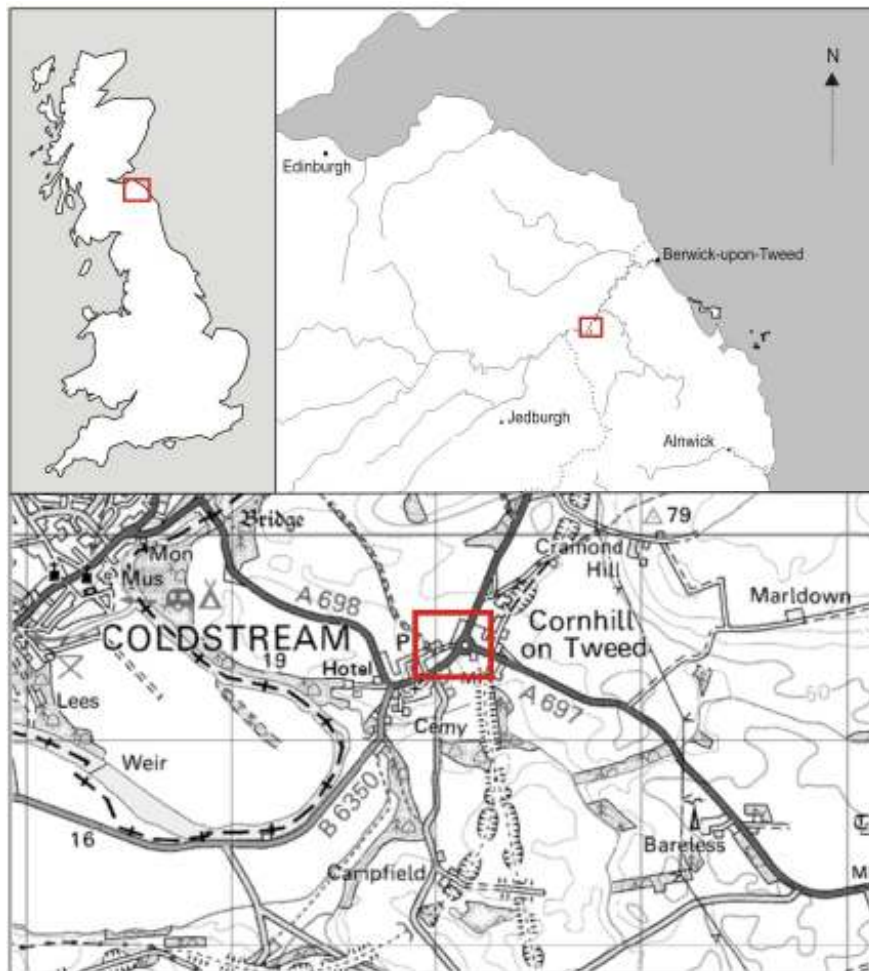 N
Edinburgh
Berwick-upon-Tweed
Jedburgh
Alnwick
Bridge
79
Mon
Cramond
Hill
Mus
A 698
Marldown
COLDSTREAM
P
Cornhill
on Tweed
19
Hotel
Lees
A 697
50
Cemy
Weir
B 6350
16
Bareless
Campfield